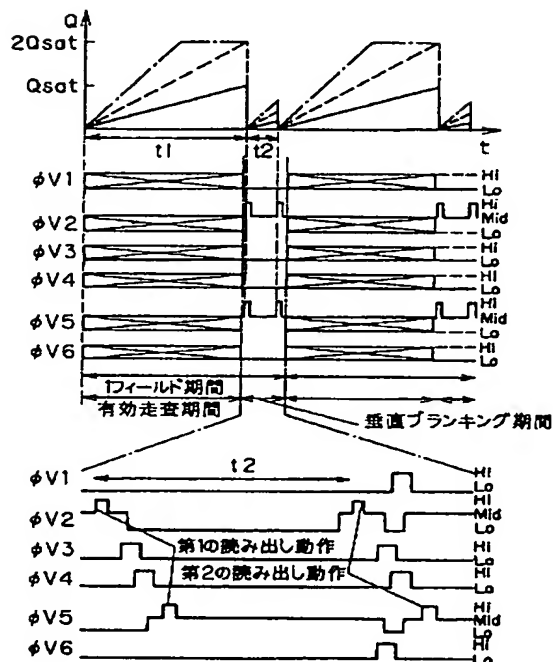 Q
2Qsat
Qsat
t1 t2 t
φV1 Hi
Lo
φV2 Hi
Mid
Lo
φV3 Hi
Lo
φV4 Hi
Lo
φV5 Hi
Mid
Lo
φV6 Hi
Lo
1フィールド期間
有効走査期間 垂直ブランキング期間
t2
φV1 Hi
Lo
φV2 Hi
Mid
Lo
φV3 第1の読み出し動作 Hi
Lo
φV4 第2の読み出し動作 Hi
Lo
φV5 Hi
Mid
Lo
φV6 Hi
Lo